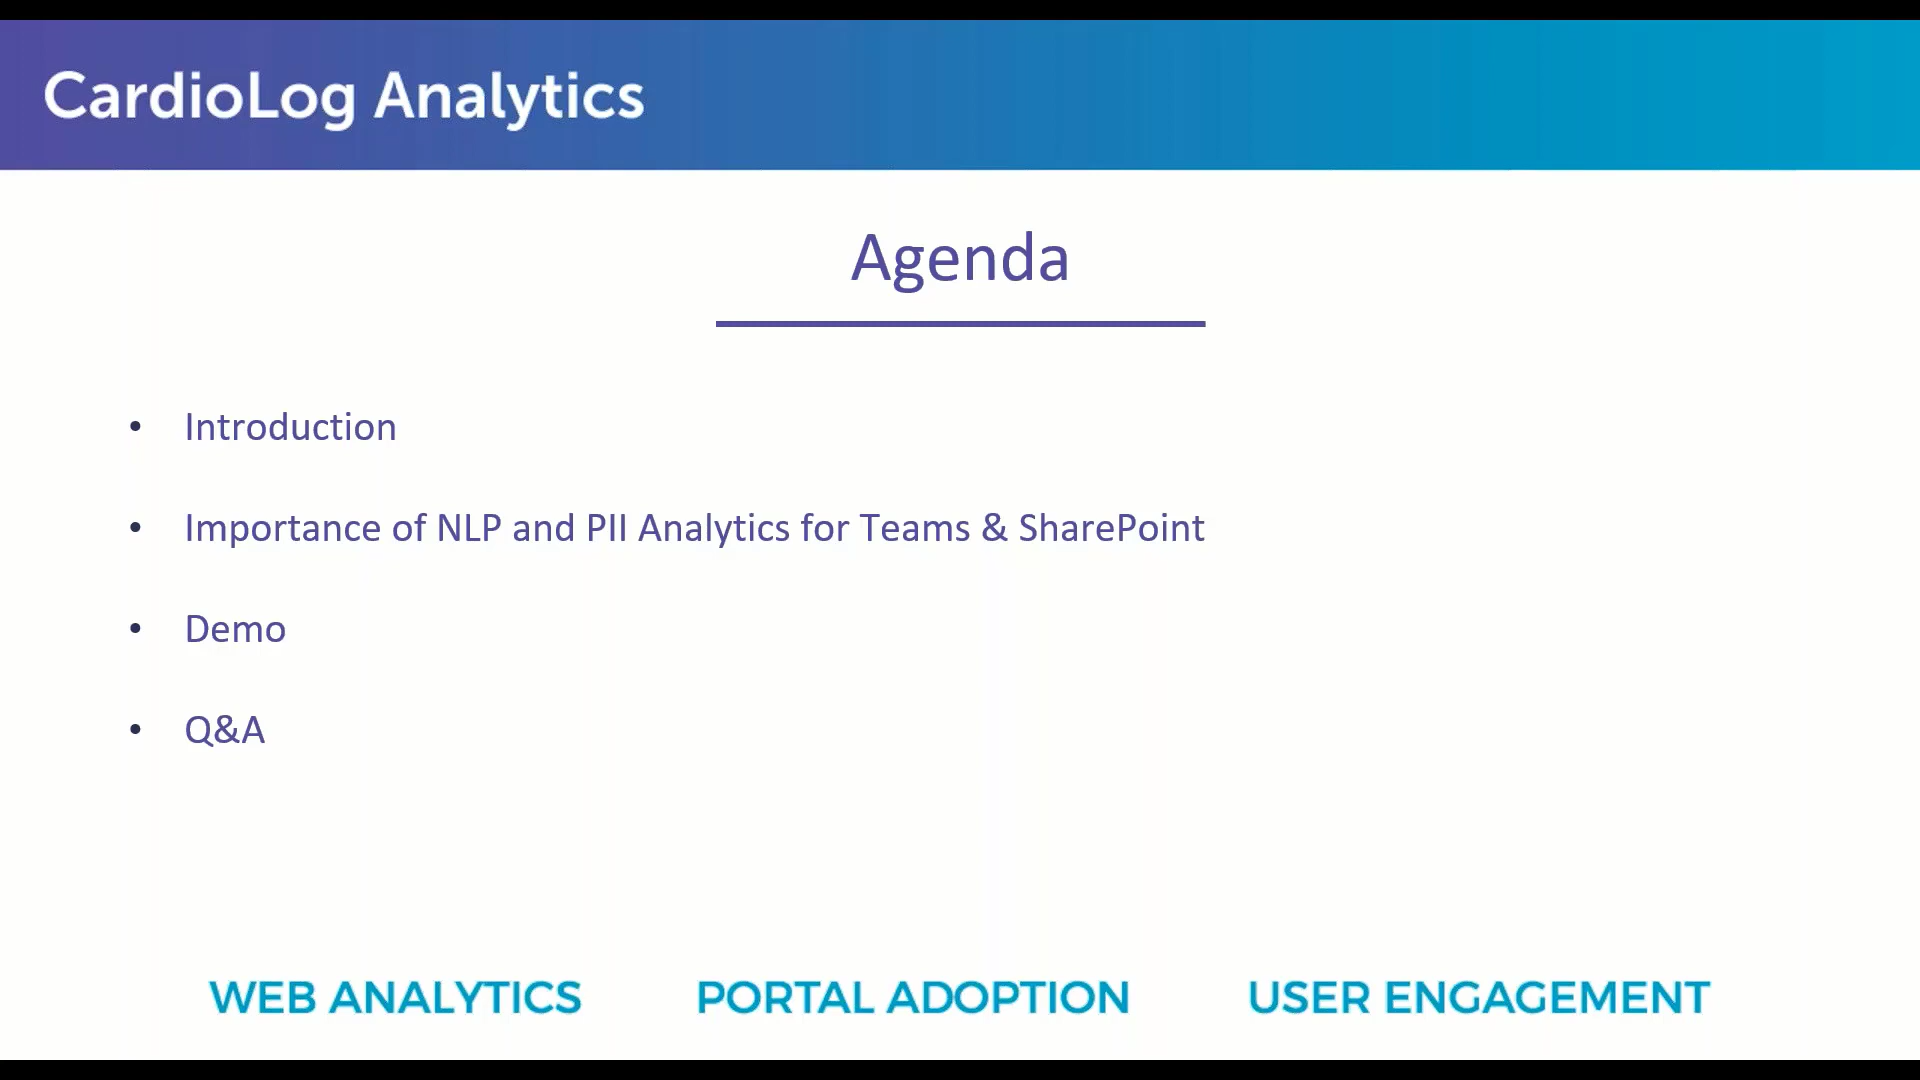 CardioLog Analytics
Agenda
• Introduction
• Importance of NLP and PII Analytics for Teams & SharePoint
• Demo
• Q&A
WEB ANALYTICS PORTAL ADOPTION USER ENGAGEMENT